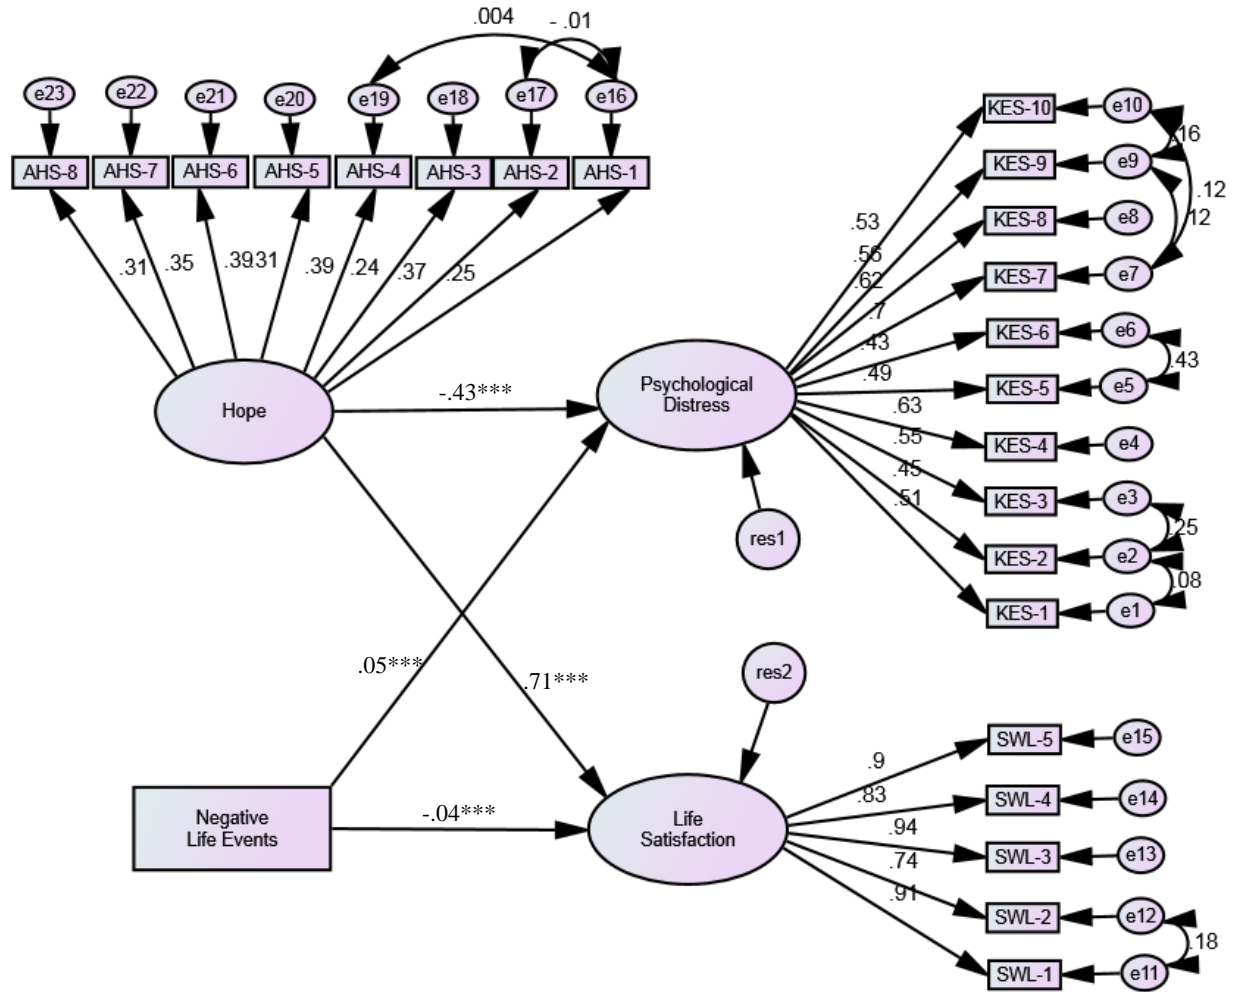 .004
- .01
e23
e22
e21
e20
e19
e18
e17
e16
AHS-8
AHS-7
AHS-6
AHS-5
AHS-4
AHS-3
AHS-2
AHS-1
.31
.35
.39
.31
.39
.24
.37
.25
Hope
-.43***
Psychological
Distress
res1
.53
.56
.62
.7
.43
.49
.63
.55
.45
.51
KES-10
e10
.16
KES-9
e9
.12
KES-8
e8
.12
KES-7
e7
KES-6
e6
.43
KES-5
e5
KES-4
e4
KES-3
e3
.25
KES-2
e2
.08
KES-1
e1
.05***
.71***
res2
Negative
Life Events
-.04***
Life
Satisfaction
.9
.83
.94
.74
.91
SWL-5
e15
SWL-4
e14
SWL-3
e13
SWL-2
e12
.18
SWL-1
e11